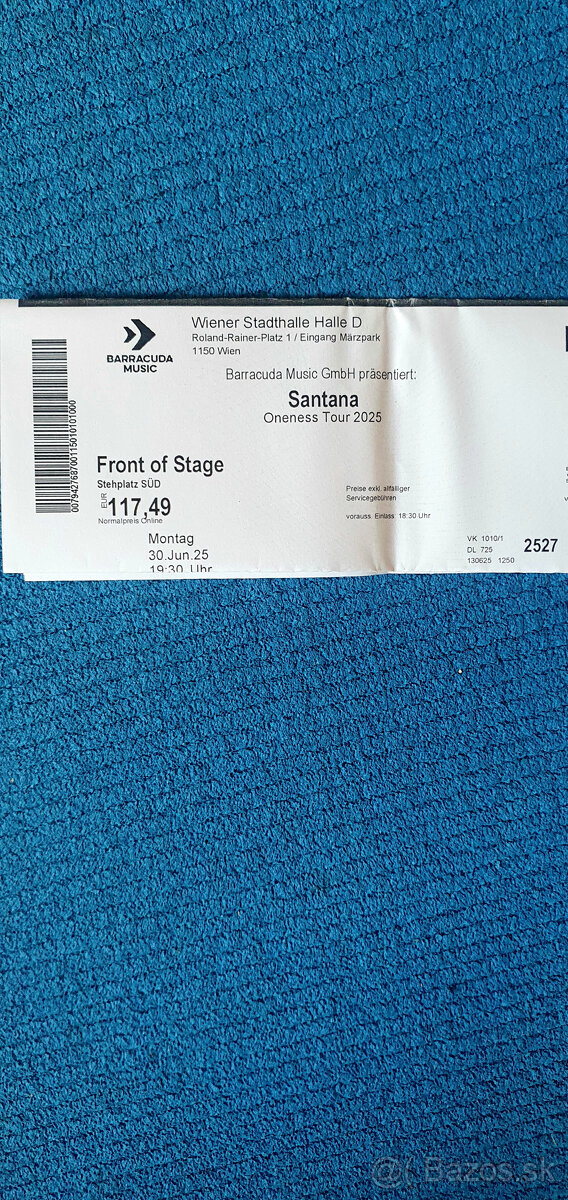 Wiener Stadthalle Halle D
Roland-Rainer-Platz 1 / Eingang Märzpark
1150 Wien
BARRACUDA
MUSIC
Barracuda Music GmbH präsentiert:
Santana
Oneness Tour 2025
Front of Stage
Stehplatz SÜD
EUR 117,49
Normalpreis Online
Preise exkl. allfälliger
Servicegebühren
vorauss. Einlass: 18:30 Uhr
Montag
30.Jun.25
19:30 Uhr
VK 1010/1
DL 725
130625 1250
2527
007942768700115010101000
@ Bazos.sk